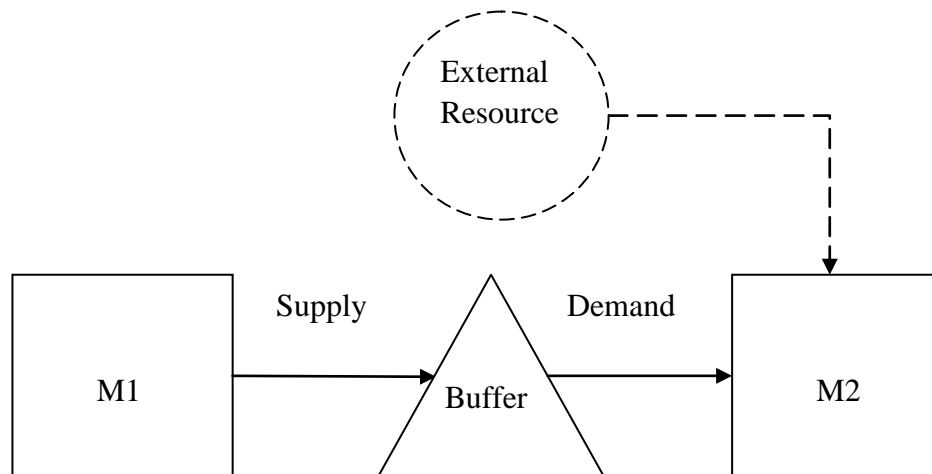 External
Resource
Supply
Demand
M1
Buffer
M2